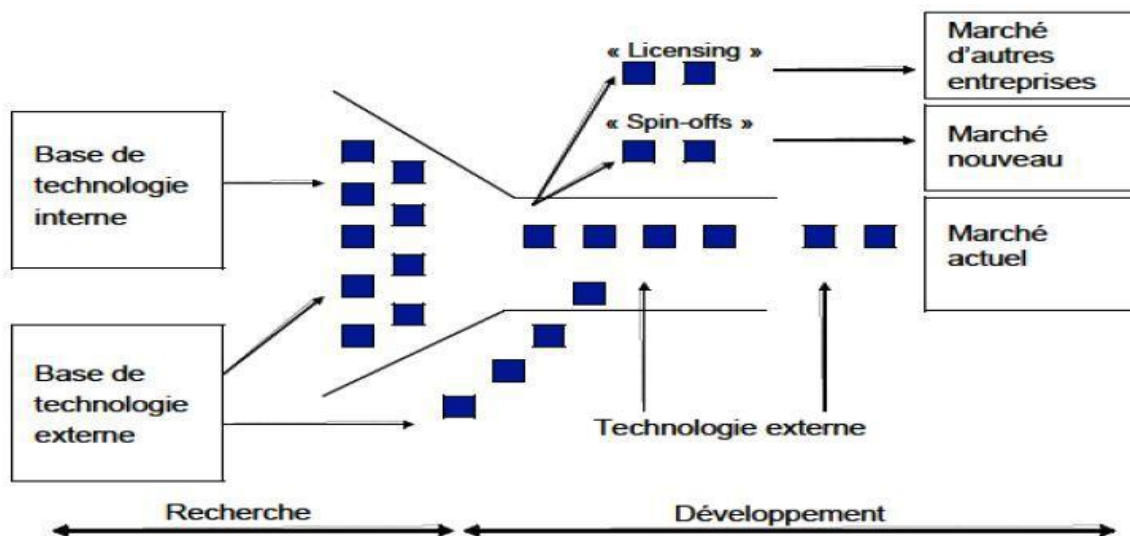 « Licensing »
Marché
d'autres
entreprises
« Spin-offs »
Marché
nouveau
Base de
technologie
interne
Marché
actuel
Base de
technologie
externe
Technologie externe
Recherche
Développement